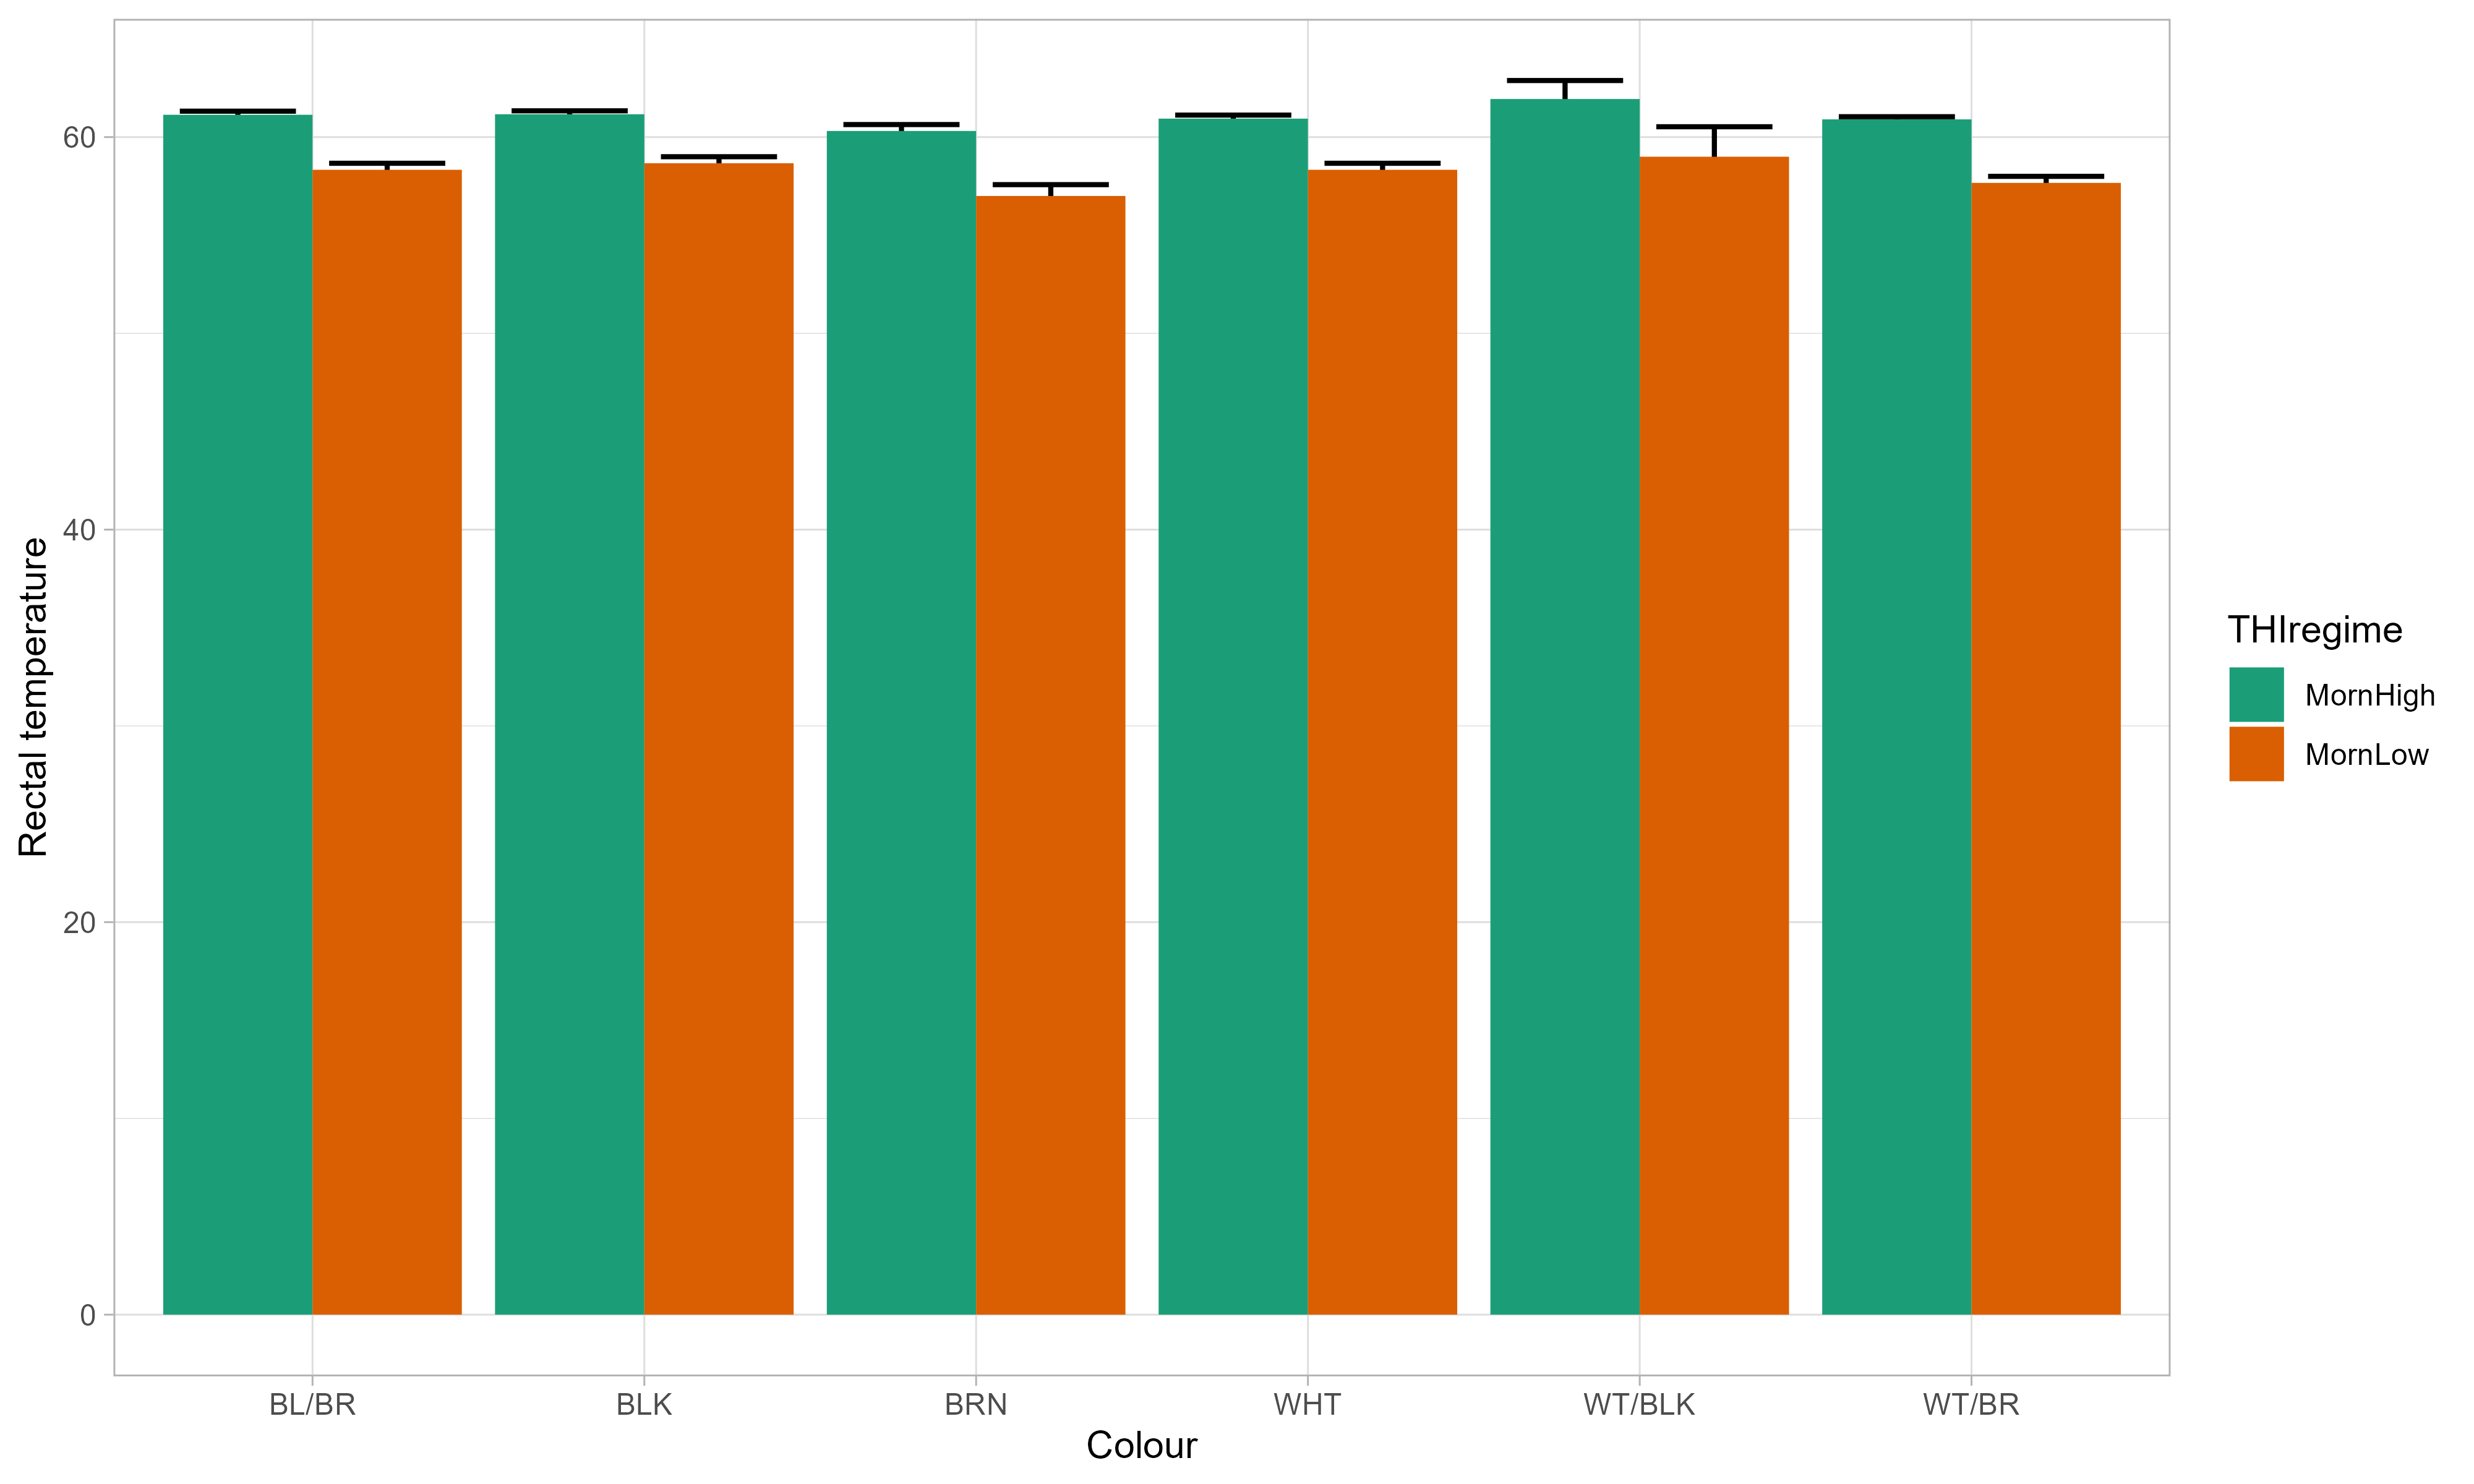 Rectal temperature
60
40
20
0
BL/BR BLK BRN WHT WT/BLK WT/BR
Colour
THIregime
MornHigh
MornLow